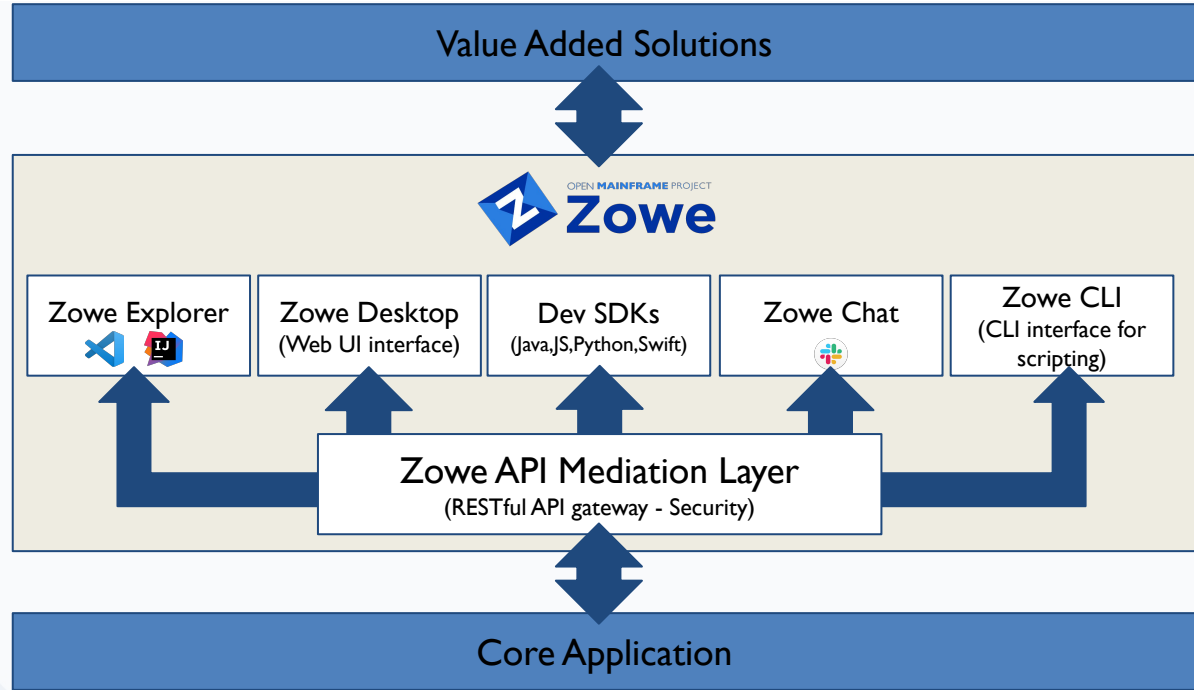 Value Added Solutions
OPEN MAINFRAME PROJECT
Zowe
Zowe Explorer
IJ
Zowe Desktop
(Web UI interface)
Dev SDKs
(Java,JS,Python,Swift)
Zowe Chat
Zowe CLI
(CLI interface for
scripting)
Zowe API Mediation Layer
(RESTful API gateway - Security)
Core Application